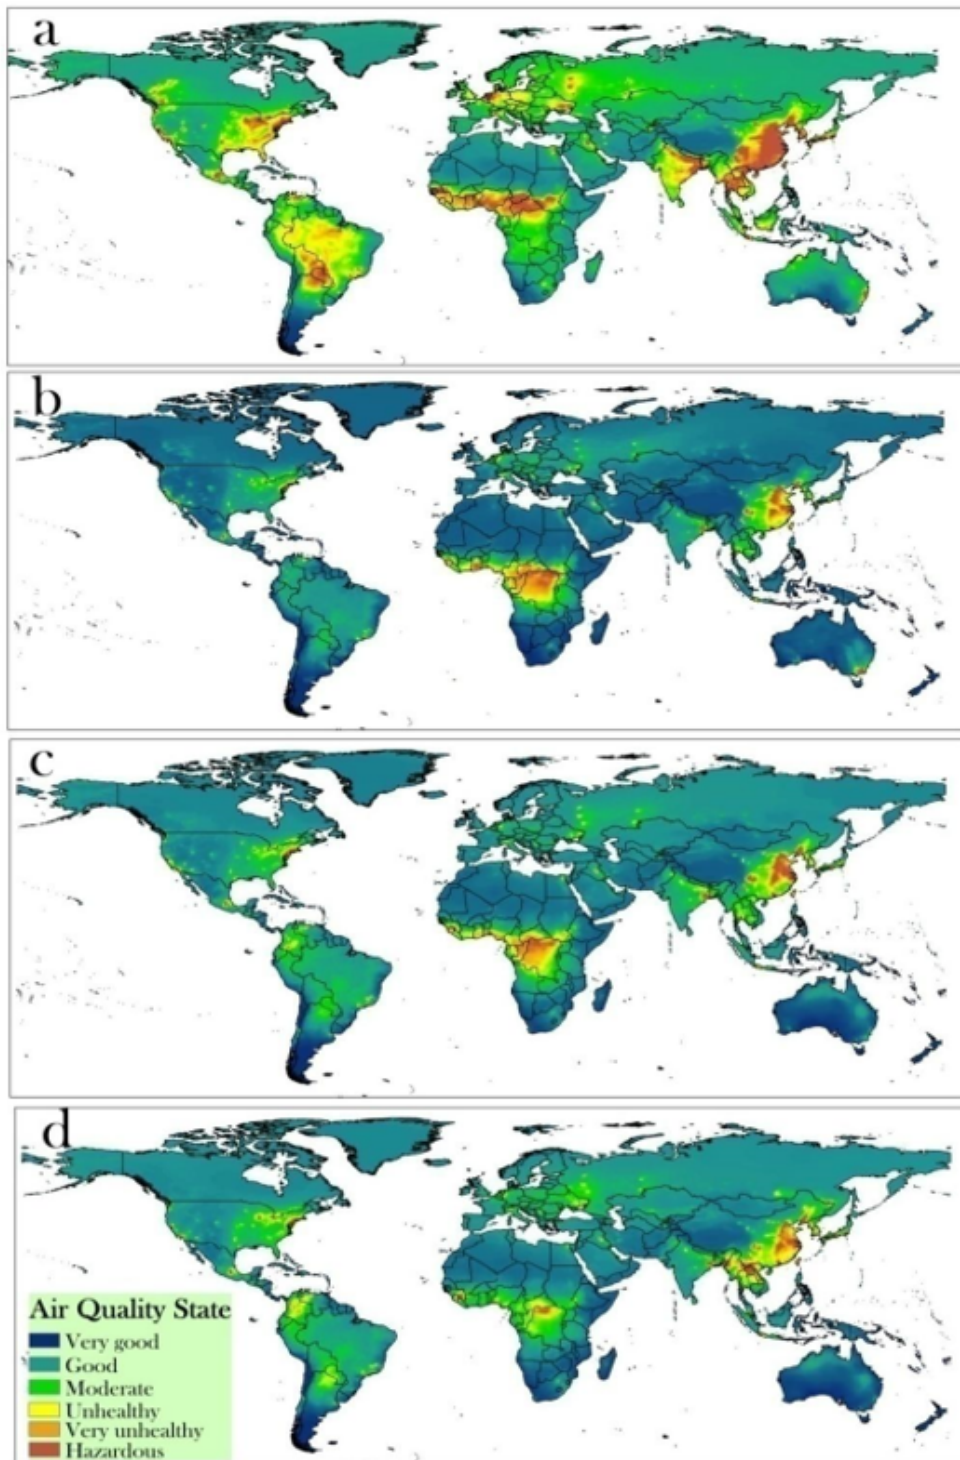 a
b
c
d
Air Quality State
Very good
Good
Moderate
Unhealthy
Very unhealthy
Hazardous